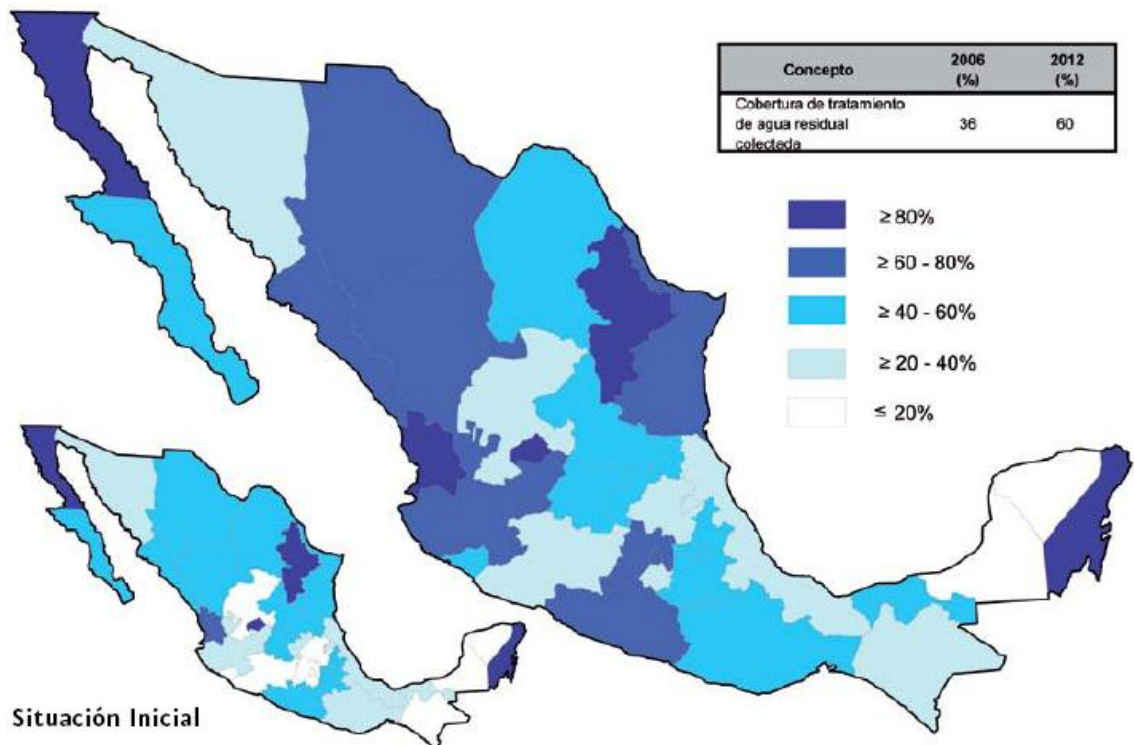 Concepto 2006 (%) 2012 (%)
Cobertura de tratamiento
de agua residual 36 60
colectada
≥ 80%
≥ 60 - 80%
≥ 40 - 60%
≥ 20 - 40%
≤ 20%
Situación Inicial